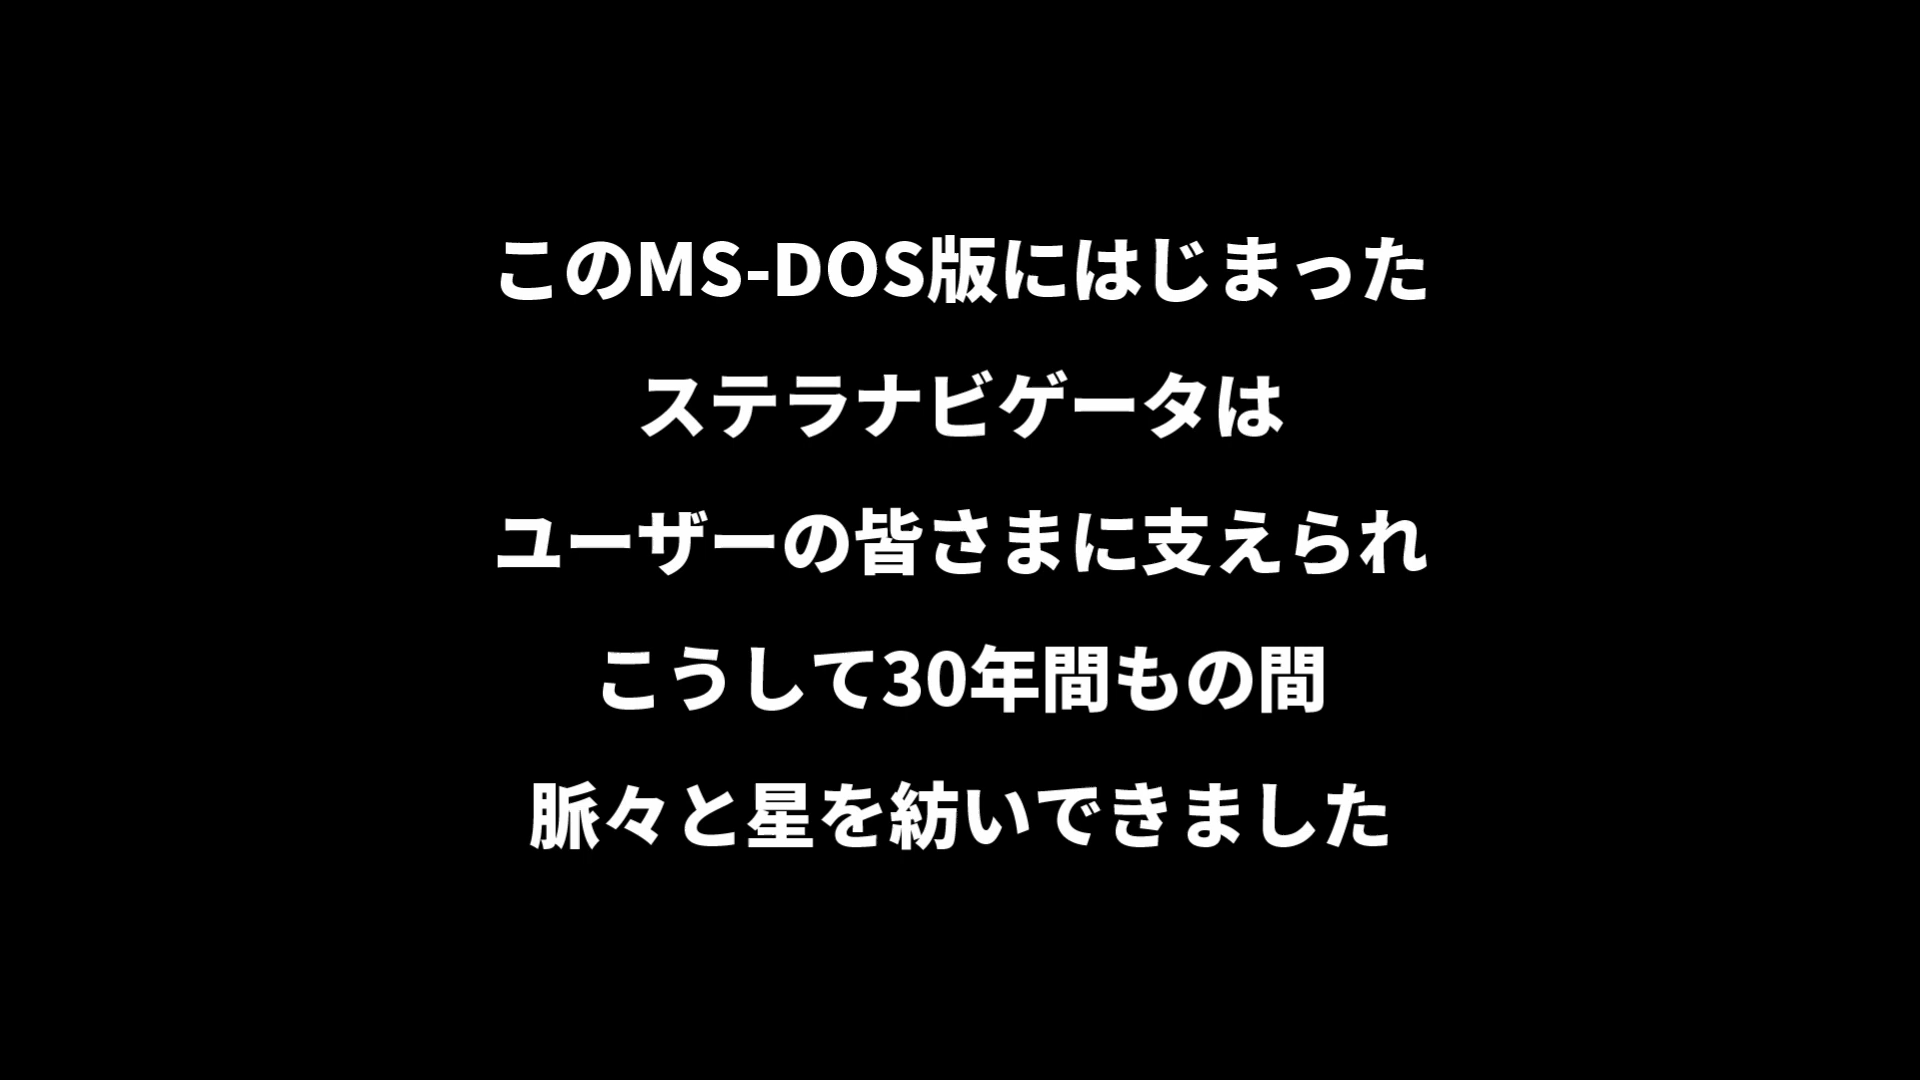 このMS-DOS版にはじまった
ステラナビゲータは
ユーザーの皆さまに支えられ
こうして30年間もの間
脈々と星を紡いできました